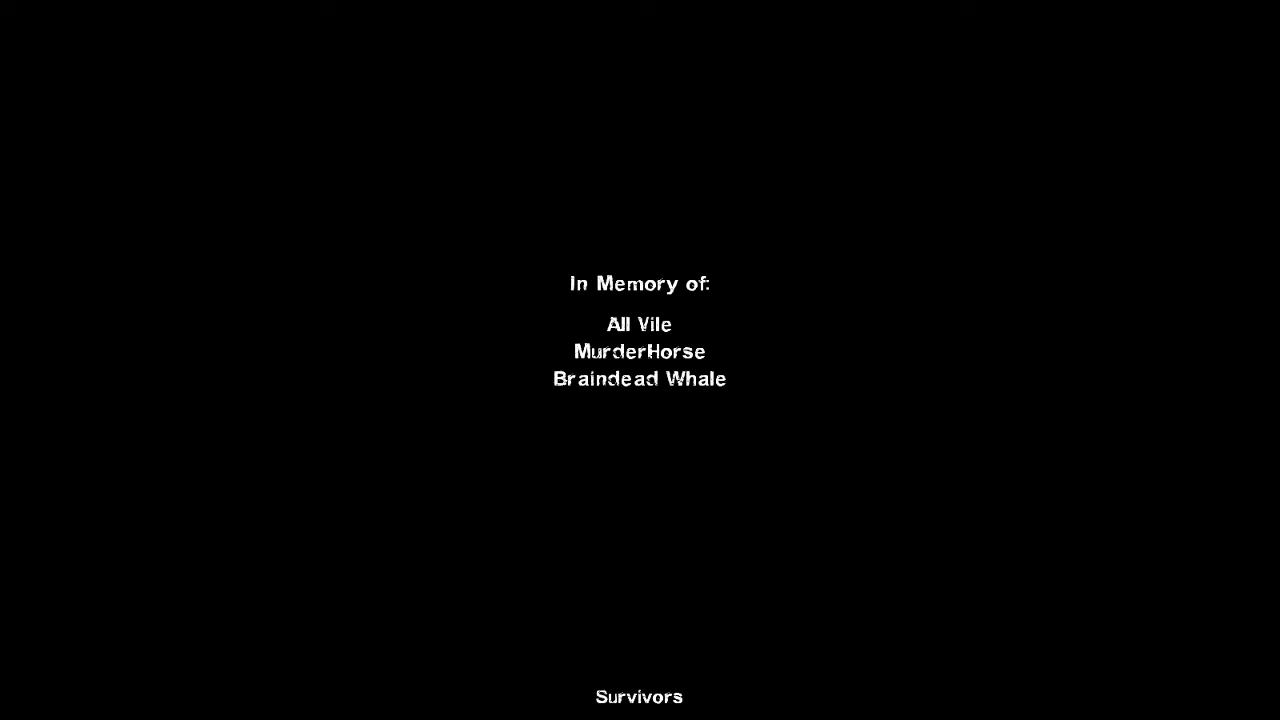 In Memory of:
All Vile
MurderHorse
Braindead Whale
Survivors